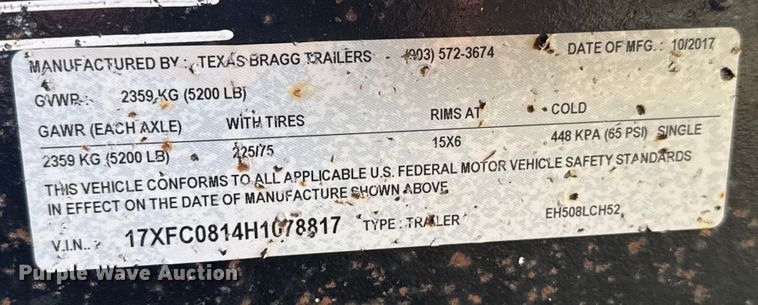 MANUFACTURED BY: TEXAS BRAGG TRAILERS - (903) 572-3674 DATE OF MFG.: 10/2017
GVWR: 2359 KG (5200 LB)
GAWR (EACH AXLE) WITH TIRES RIMS AT COLD
2359 KG (5200 LB) 225/75 15X6 448 KPA (65 PSI) SINGLE
THIS VEHICLE CONFORMS TO ALL APPLICABLE U.S. FEDERAL MOTOR VEHICLE SAFETY STANDARDS
IN EFFECT ON THE DATE OF MANUFACTURE SHOWN ABOVE
V.I.N.: 17XFC0814H1078817 TYPE: TRAILER EH508LCH52
Purple Wave Auction